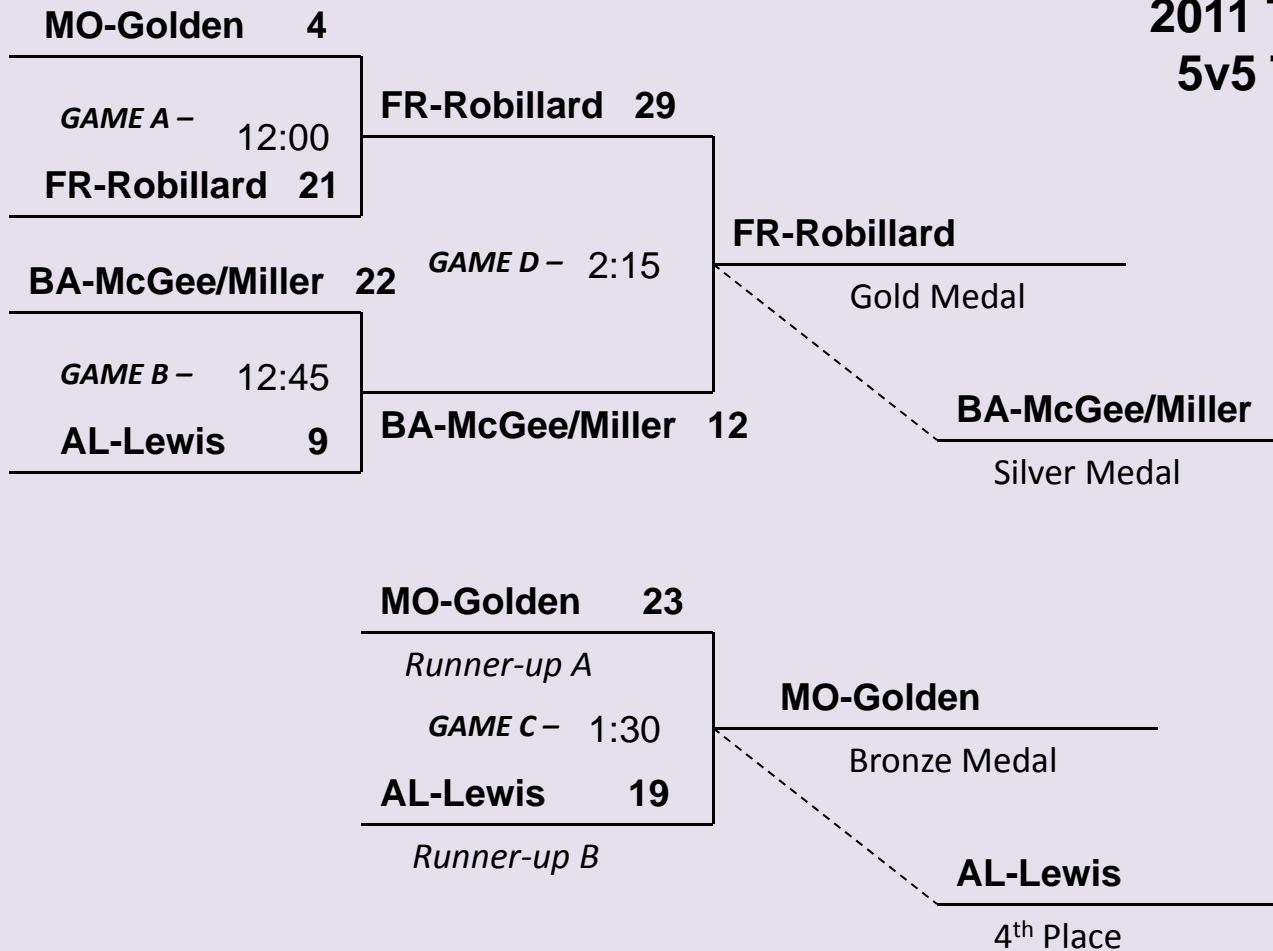 2011
5v5
MO-Golden 4
GAME A – 12:00
FR-Robillard 21
FR-Robillard 29
BA-McGee/Miller 22
GAME B – 12:45
AL-Lewis 9
GAME D – 2:15
BA-McGee/Miller 12
FR-Robillard
Gold Medal
BA-McGee/Miller
Silver Medal
MO-Golden 23
Runner-up A
GAME C – 1:30
AL-Lewis 19
Runner-up B
MO-Golden
Bronze Medal
AL-Lewis
4th Place